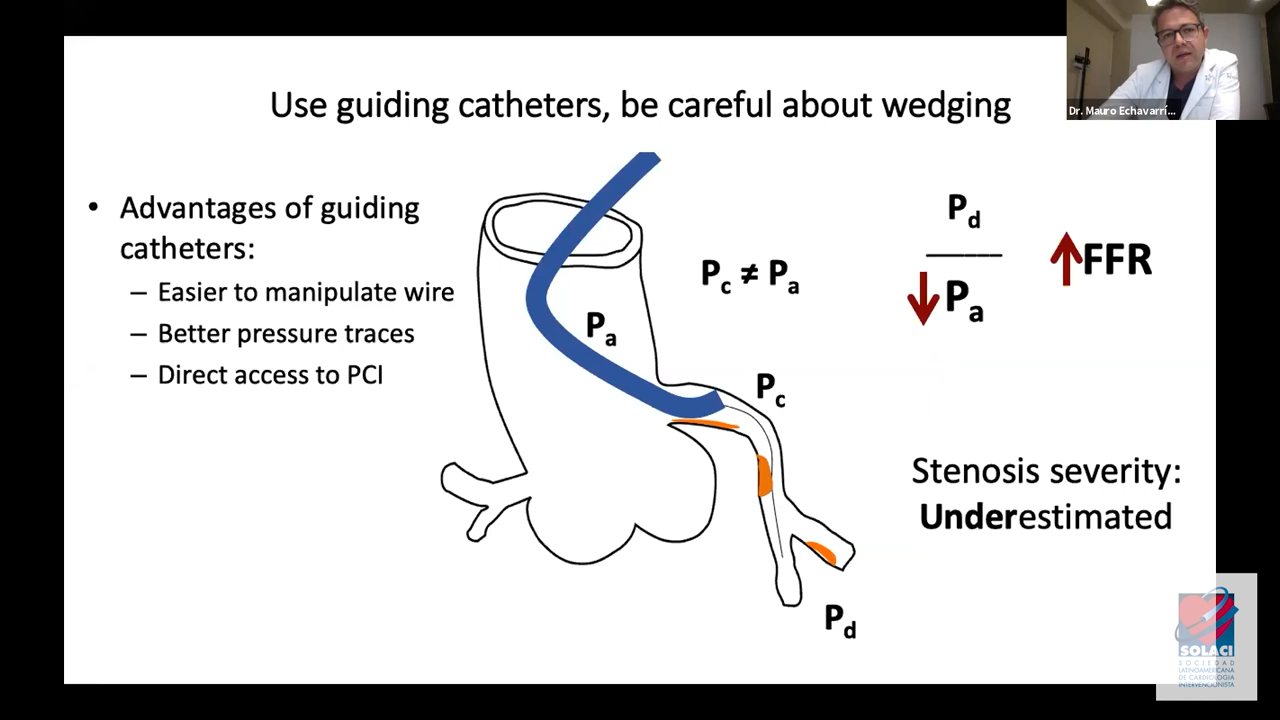 Use guiding catheters, be careful about wedging
Dr. Mauro Echavarrí...
• Advantages of guiding
catheters:
– Easier to manipulate wire
– Better pressure traces
– Direct access to PCI
Pa
Pc ≠ Pa
Pc
Pd
Pd
↓Pa
↑FFR
Stenosis severity:
Underestimated
SOLACI
SOCIEDAD
LATINOAMERICANA
DE CARDIOLOGIA
INTERVENCIONISTA